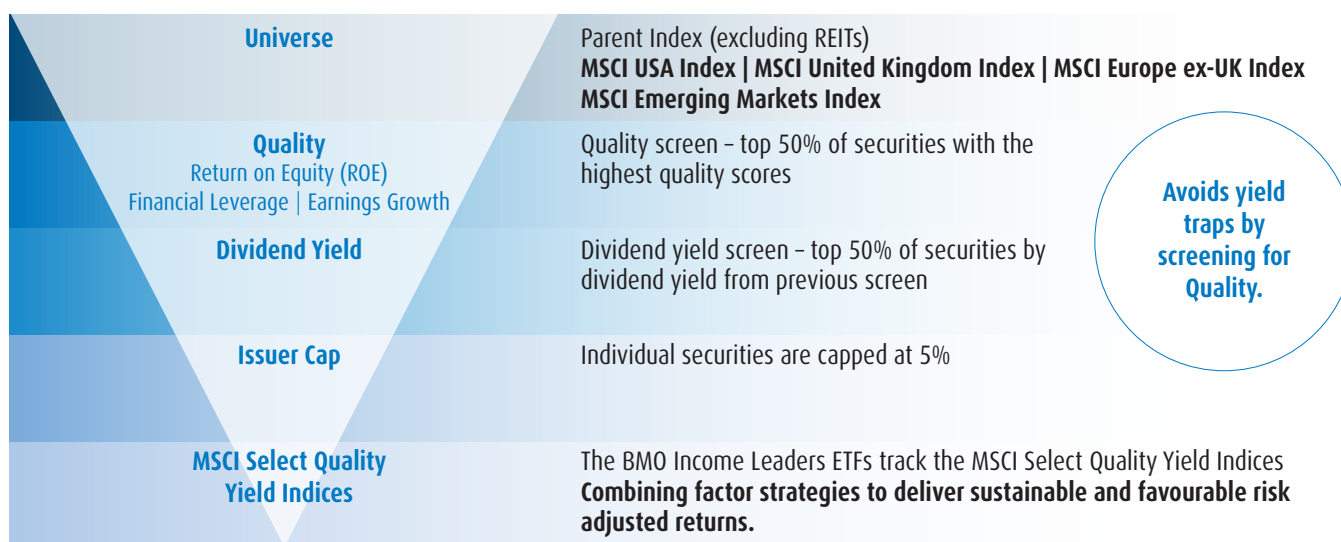 Universe
Parent Index (excluding REITs)
MSCI USA Index | MSCI United Kingdom Index | MSCI Europe ex-UK Index
MSCI Emerging Markets Index
Quality
Return on Equity (ROE)
Financial Leverage | Earnings Growth
Quality screen – top 50% of securities with the
highest quality scores
Dividend Yield
Dividend yield screen – top 50% of securities by
dividend yield from previous screen
Avoids yield
traps by
screening for
Quality.
Issuer Cap
Individual securities are capped at 5%
MSCI Select Quality
Yield Indices
The BMO Income Leaders ETFs track the MSCI Select Quality Yield Indices
Combining factor strategies to deliver sustainable and favourable risk
adjusted returns.